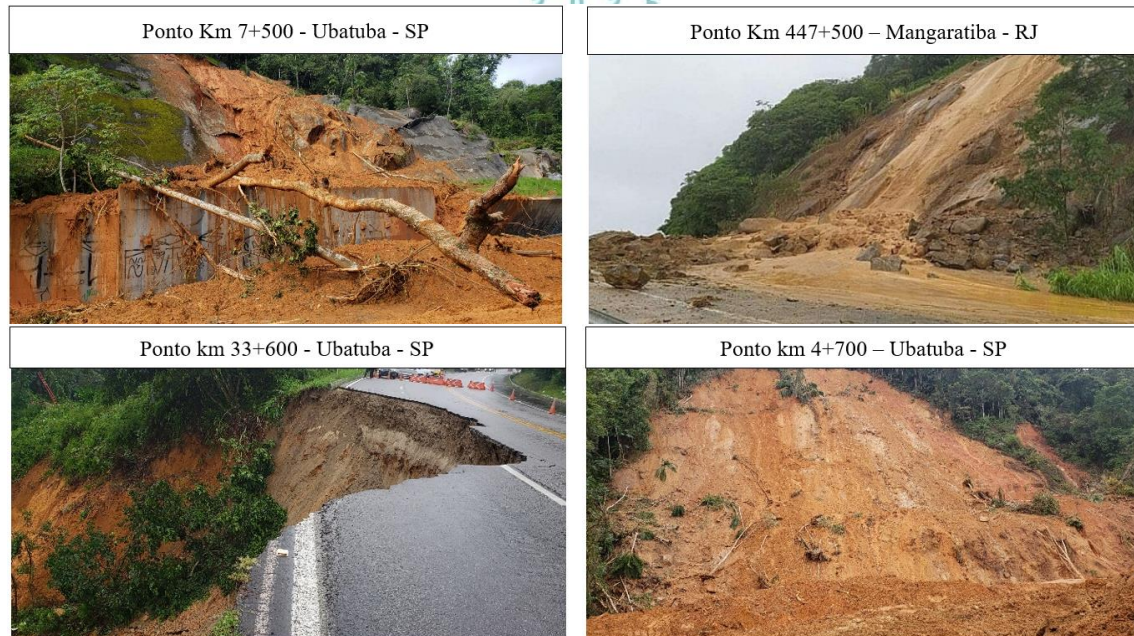 Ponto Km 7+500 - Ubatuba - SP
Ponto Km 447+500 – Mangaratiba - RJ
Ponto km 33+600 - Ubatuba - SP
Ponto km 4+700 – Ubatuba - SP